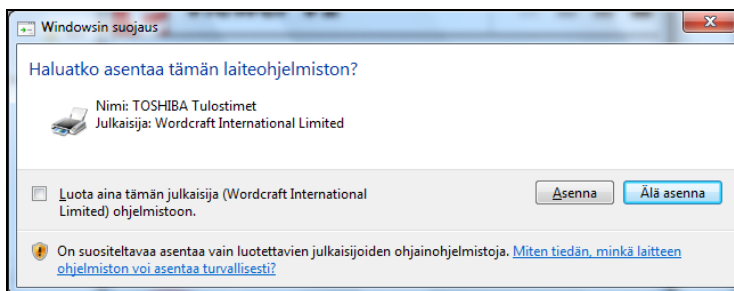 Windowsin suojaus
Haluatko asentaa tämän laiteohjelmiston?
Nimi: TOSHIBA Tulostimet
Julkaisija: Wordcraft International Limited
Luota aina tämän julkaisija (Wordcraft International
Limited) ohjelmistoon.
Asenna
Älä asenna
On suositeltavaa asentaa vain luotettavien julkaisijoiden ohjainohjelmistoja. Miten tiedän, minkä laitteen
ohjelmiston voi asentaa turvallisesti?